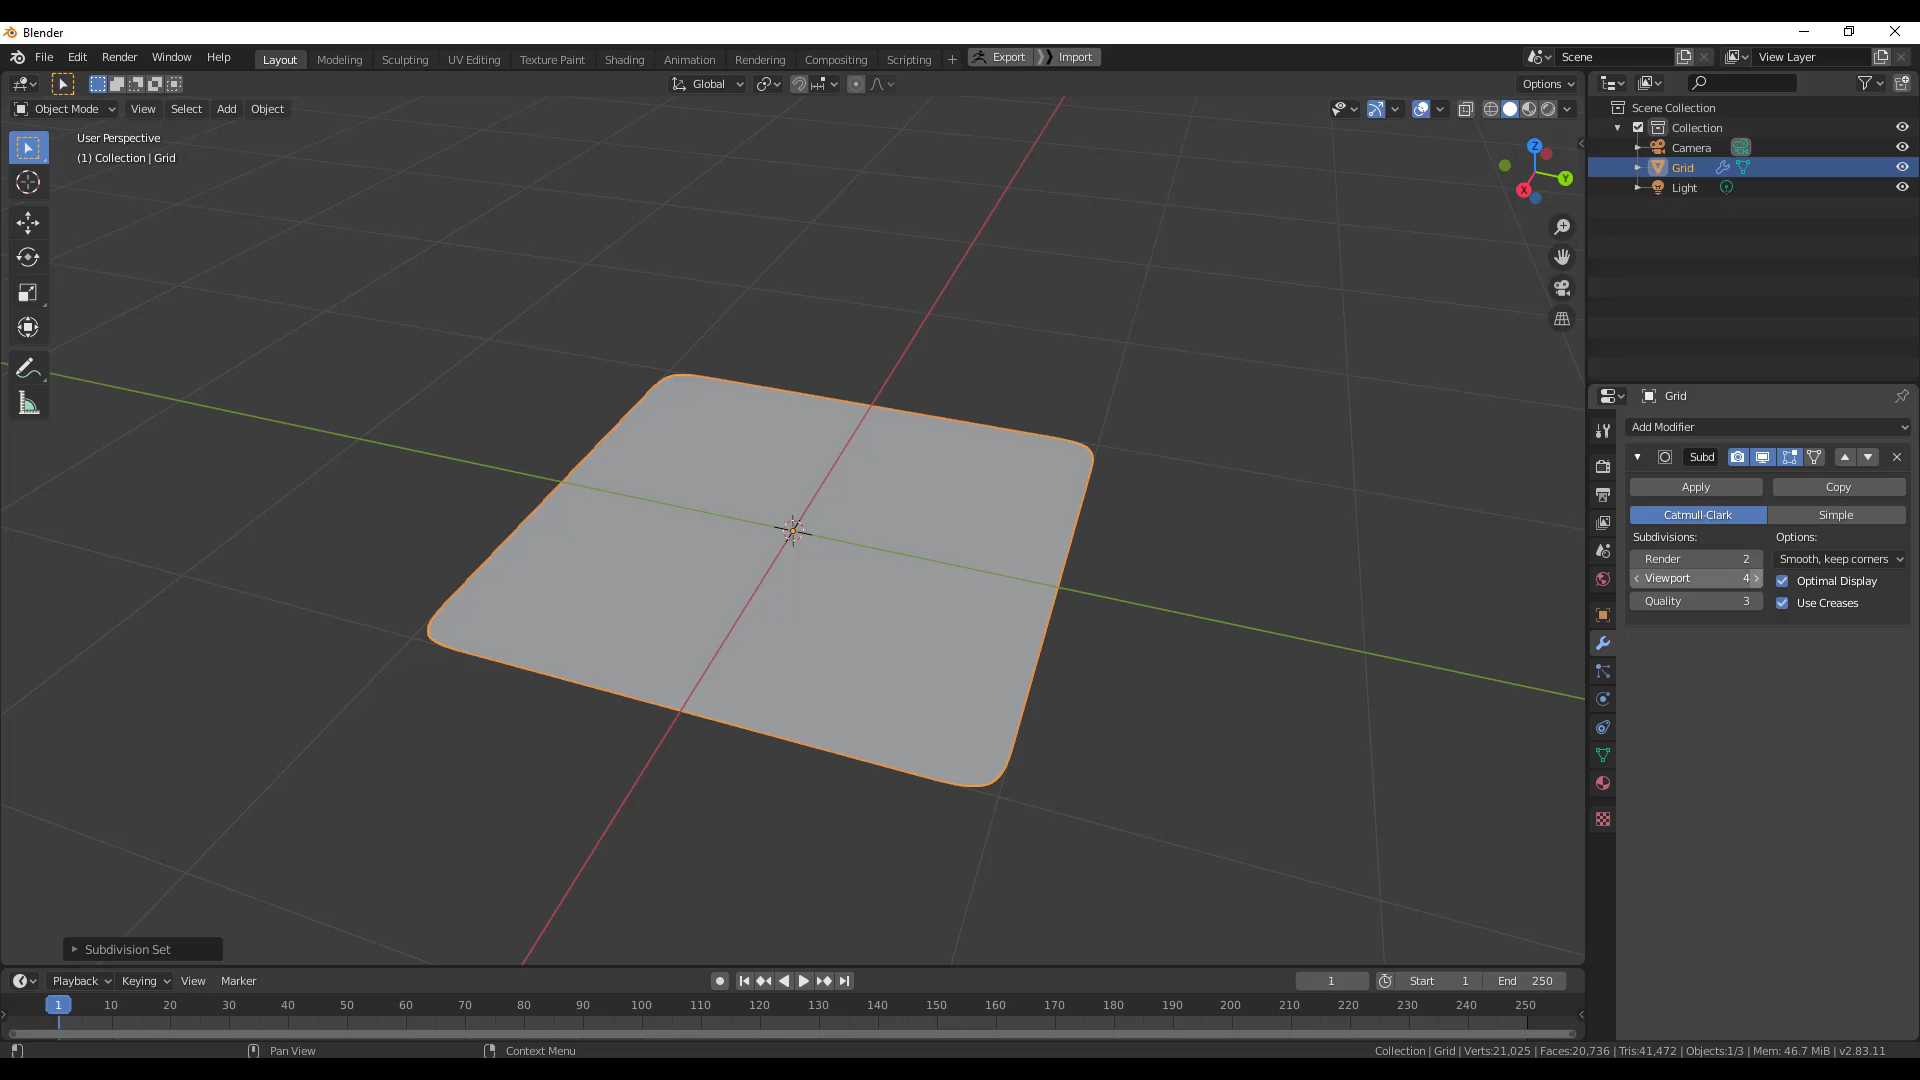 Blender
File Edit Render Window Help Layout Modeling Sculpting UV Editing Texture Paint Shading Animation Rendering Compositing Scripting + Export Import Scene View Layer
Global Options
Object Mode View Select Add Object
User Perspective
(1) Collection | Grid
Z
Y
X
Scene Collection
Collection
Camera
Grid
Light
Grid
Add Modifier
Subd
Apply Copy
Catmull-Clark Simple
Subdivisions: Options:
Render 2 Smooth, keep corners
Viewport 4 Optimal Display
Quality 3 Use Creases
Subdivision Set
Playback Keying View Marker 1 Start 1 End 250
1 10 20 30 40 50 60 70 80 90 100 110 120 130 140 150 160 170 180 190 200 210 220 230 240 250
Pan View Context Menu Collection | Grid | Verts:21,025 | Faces:20,736 | Tris:41,472 | Objects:1/3 | Mem: 46.7 MiB | v2.83.11